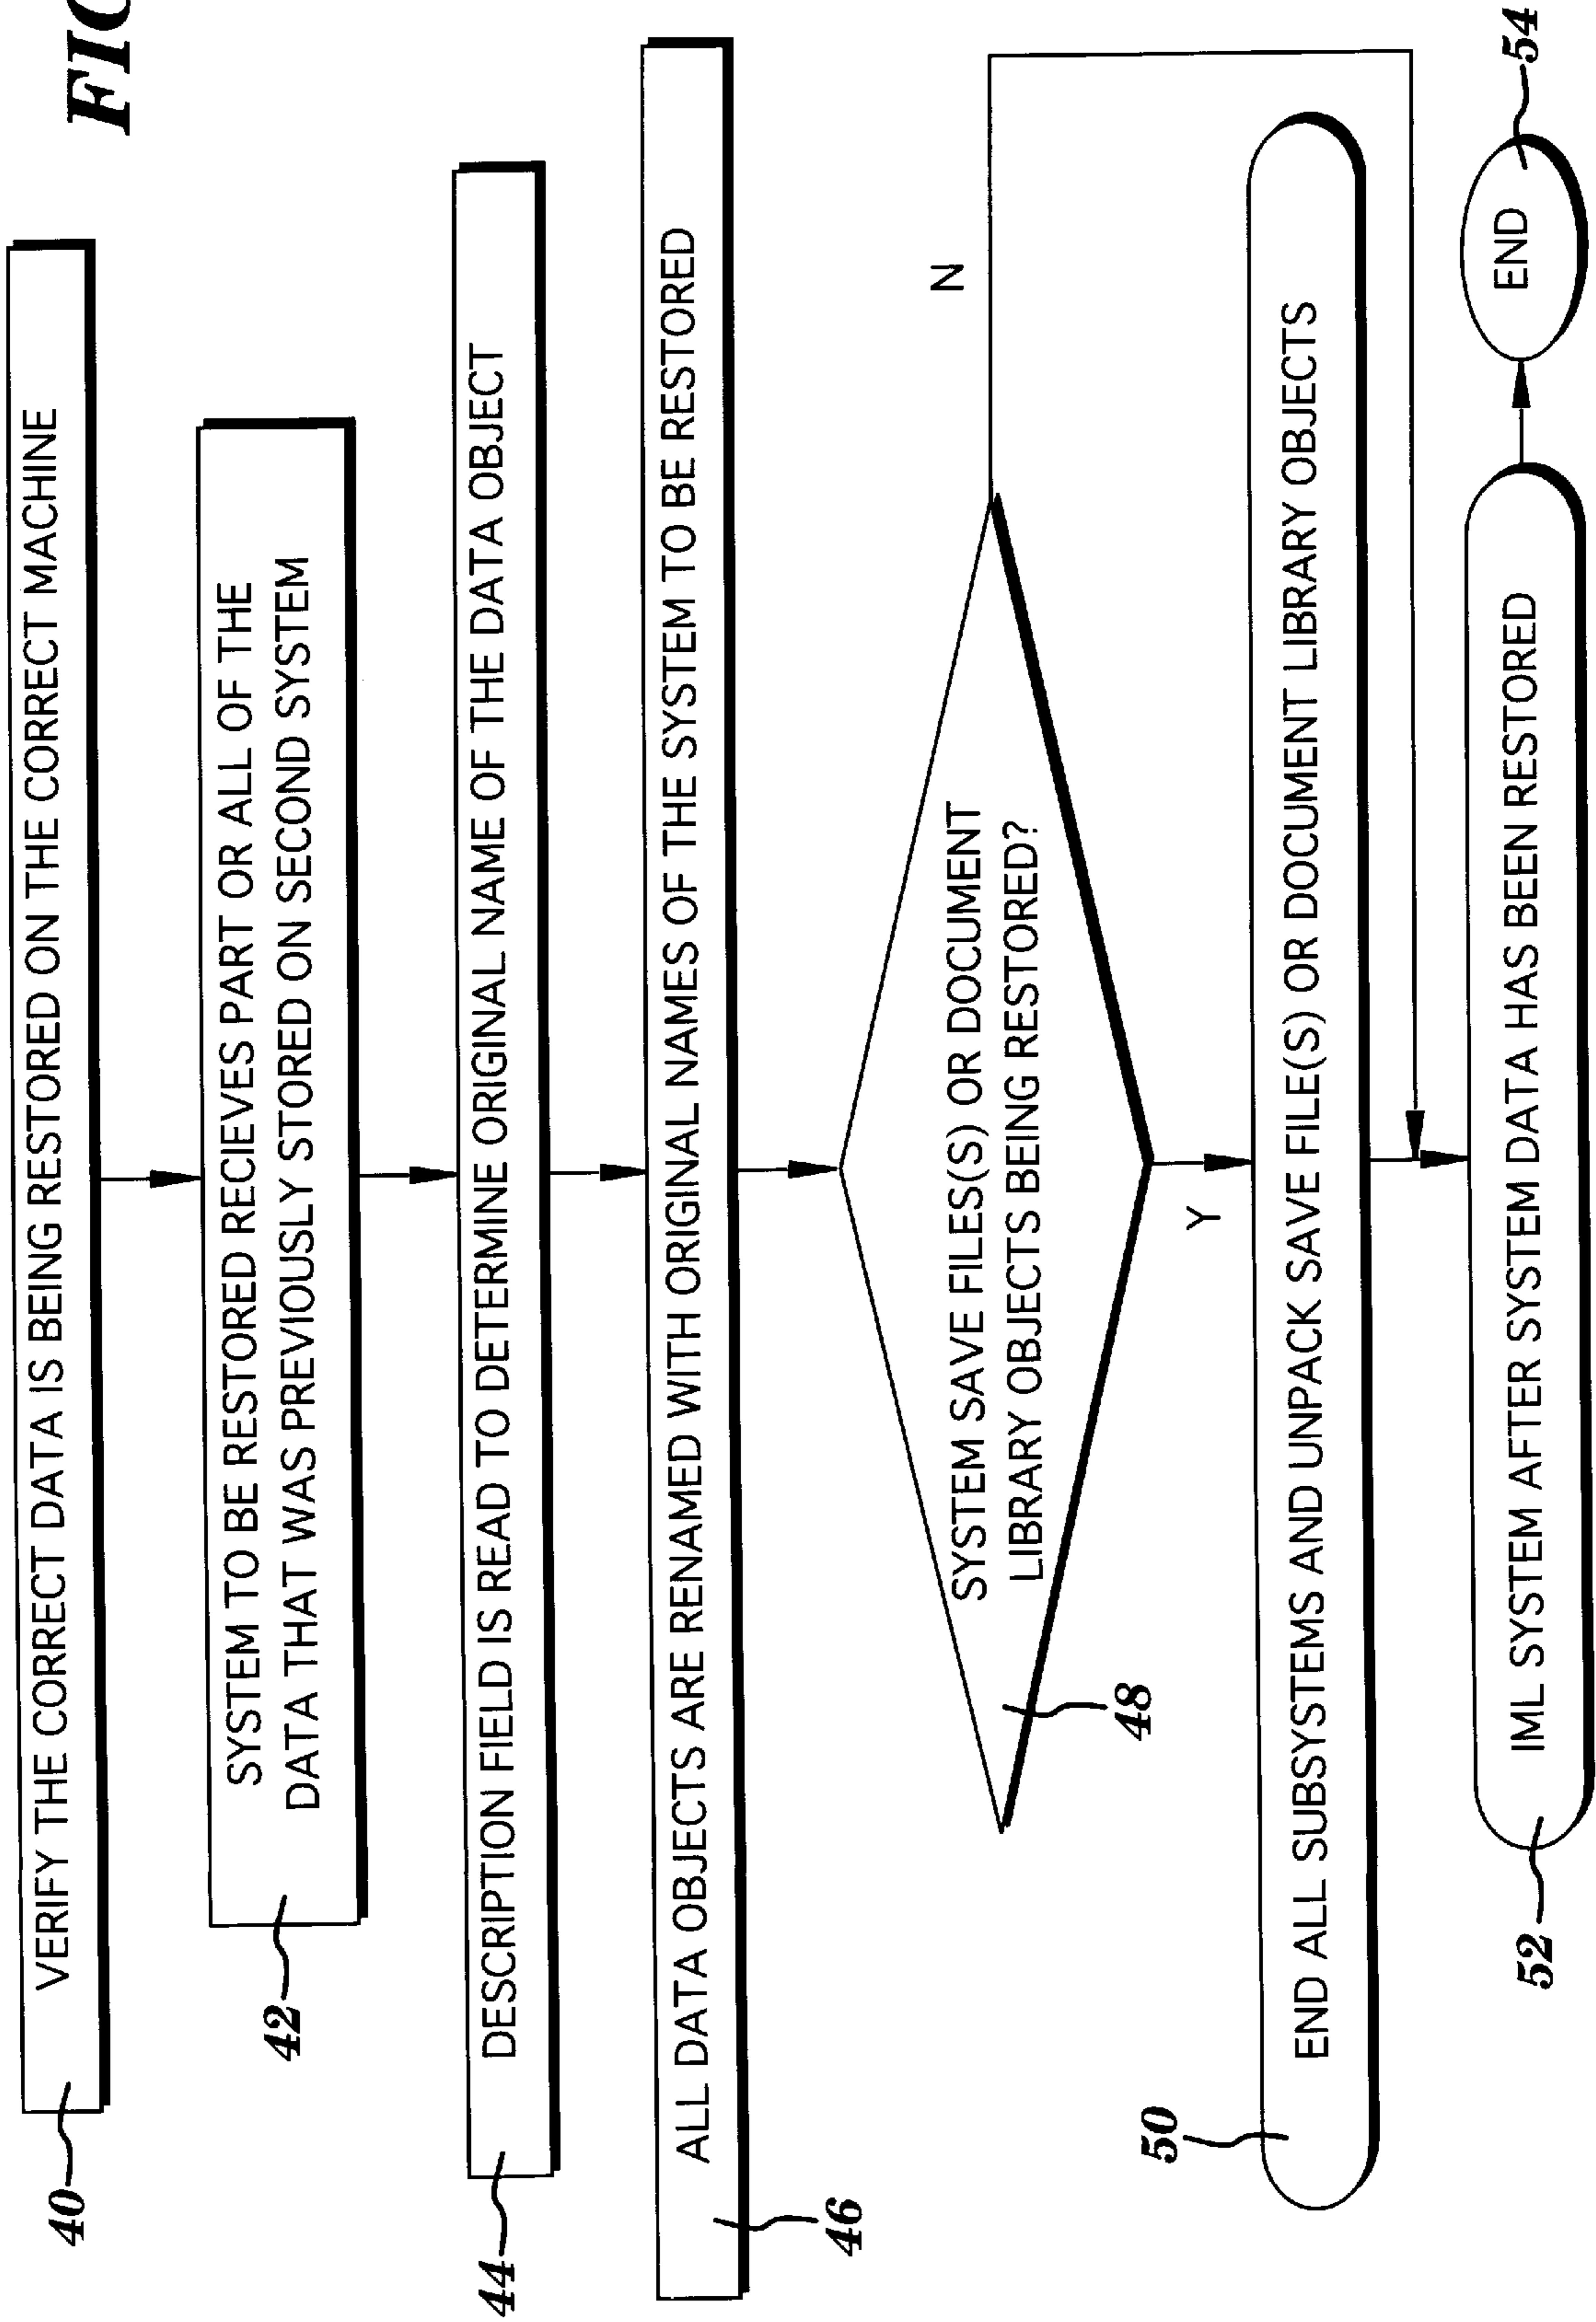 FIG
40
VERIFY THE CORRECT DATA IS BEING RESTORED ON THE CORRECT MACHINE
42
SYSTEM TO BE RESTORED RECIEVES PART OR ALL OF THE
DATA THAT WAS PREVIOUSLY STORED ON SECOND SYSTEM
44
DESCRIPTION FIELD IS READ TO DETERMINE ORIGINAL NAME OF THE DATA OBJECT
46
ALL DATA OBJECTS ARE RENAMED WITH ORIGINAL NAMES OF THE SYSTEM TO BE RESTORED
48
SYSTEM SAVE FILES(S) OR DOCUMENT
LIBRARY OBJECTS BEING RESTORED?
N
Y
50
END ALL SUBSYSTEMS AND UNPACK SAVE FILE(S) OR DOCUMENT LIBRARY OBJECTS
52
IML SYSTEM AFTER SYSTEM DATA HAS BEEN RESTORED
END
54